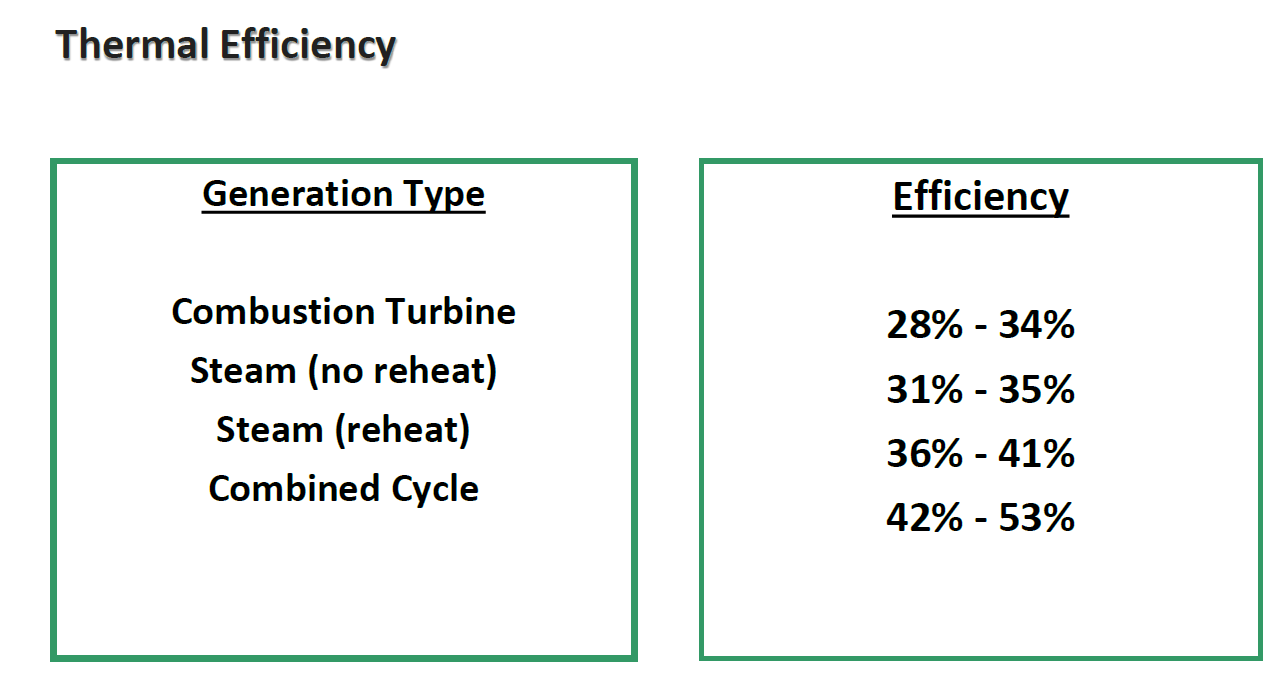 Thermal Efficiency
Generation Type
Combustion Turbine
Steam (no reheat)
Steam (reheat)
Combined Cycle
Efficiency
28% - 34%
31% - 35%
36% - 41%
42% - 53%